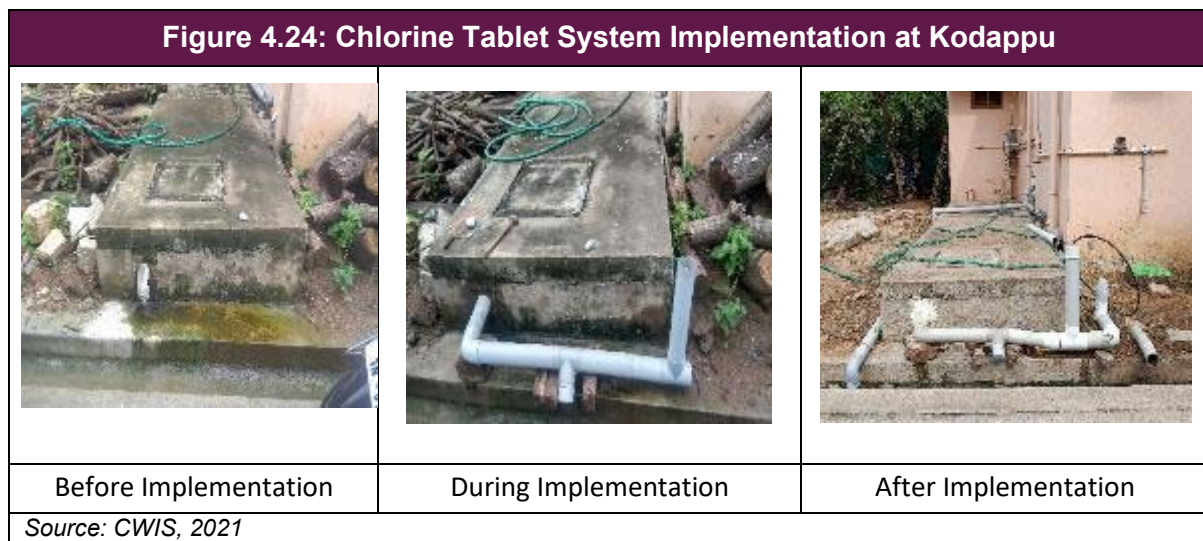 Figure 4.24: Chlorine Tablet System Implementation at Kodappu
Before Implementation
During Implementation
After Implementation
Source: CWIS, 2021